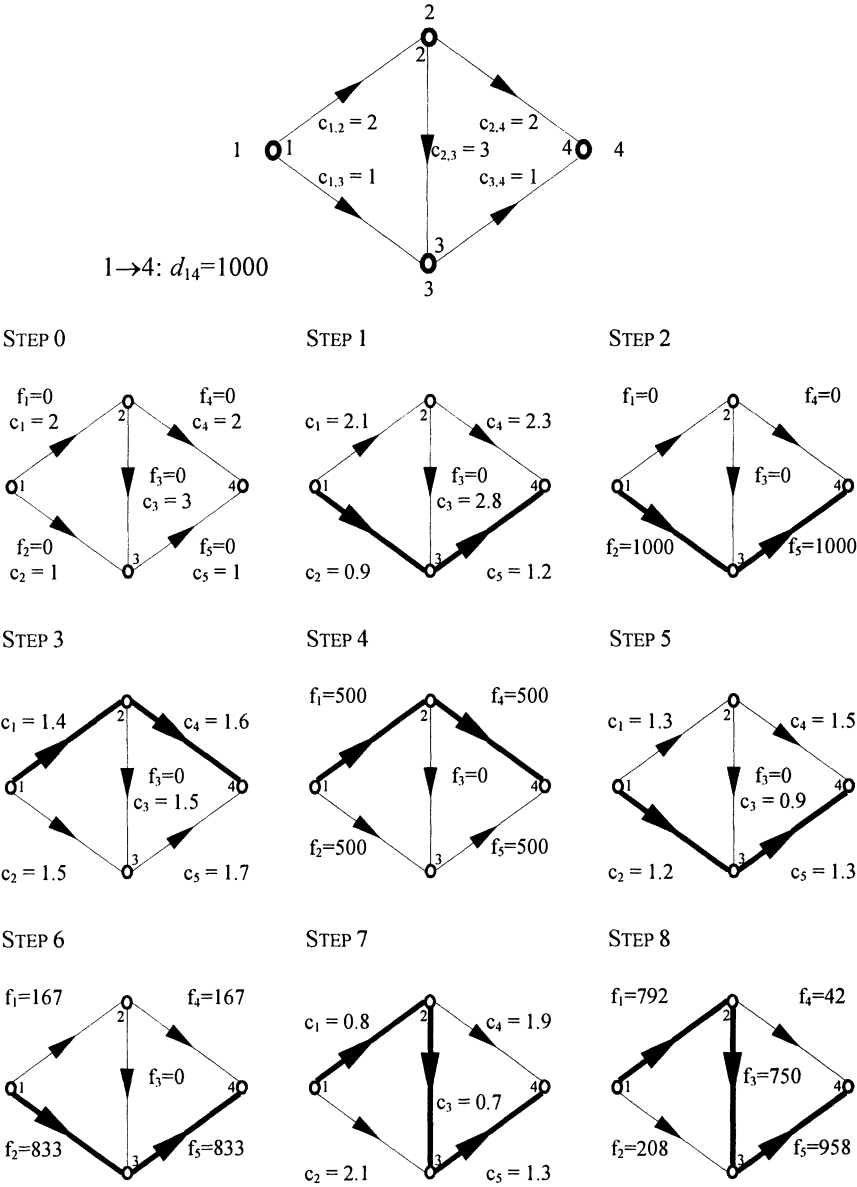 2
2
c1,2 = 2
c2,4 = 2
1 1
c2,3 = 3
4 4
c1,3 = 1
c3,4 = 1
3
1→4: d14=1000
3
STEP 0
STEP 1
STEP 2
f1=0
f4=0
c1 = 2
c4 = 2
2
f3=0
c3 = 3
1
4
3
f2=0
f5=0
c2 = 1
c5 = 1
c1 = 2.1
c4 = 2.3
2
f3=0
c3 = 2.8
1
4
3
c2 = 0.9
c5 = 1.2
f1=0
f4=0
2
f3=0
1
4
3
f2=1000
f5=1000
STEP 3
STEP 4
STEP 5
c1 = 1.4
c4 = 1.6
2
f3=0
c3 = 1.5
1
4
3
c2 = 1.5
c5 = 1.7
f1=500
f4=500
2
f3=0
1
4
3
f2=500
f5=500
c1 = 1.3
c4 = 1.5
2
f3=0
c3 = 0.9
1
4
3
c2 = 1.2
c5 = 1.3
STEP 6
STEP 7
STEP 8
f1=167
f4=167
2
f3=0
1
4
3
f2=833
f5=833
c1 = 0.8
c4 = 1.9
2
c3 = 0.7
1
4
3
c2 = 2.1
c5 = 1.3
f1=792
f4=42
2
f3=750
1
4
3
f2=208
f5=958